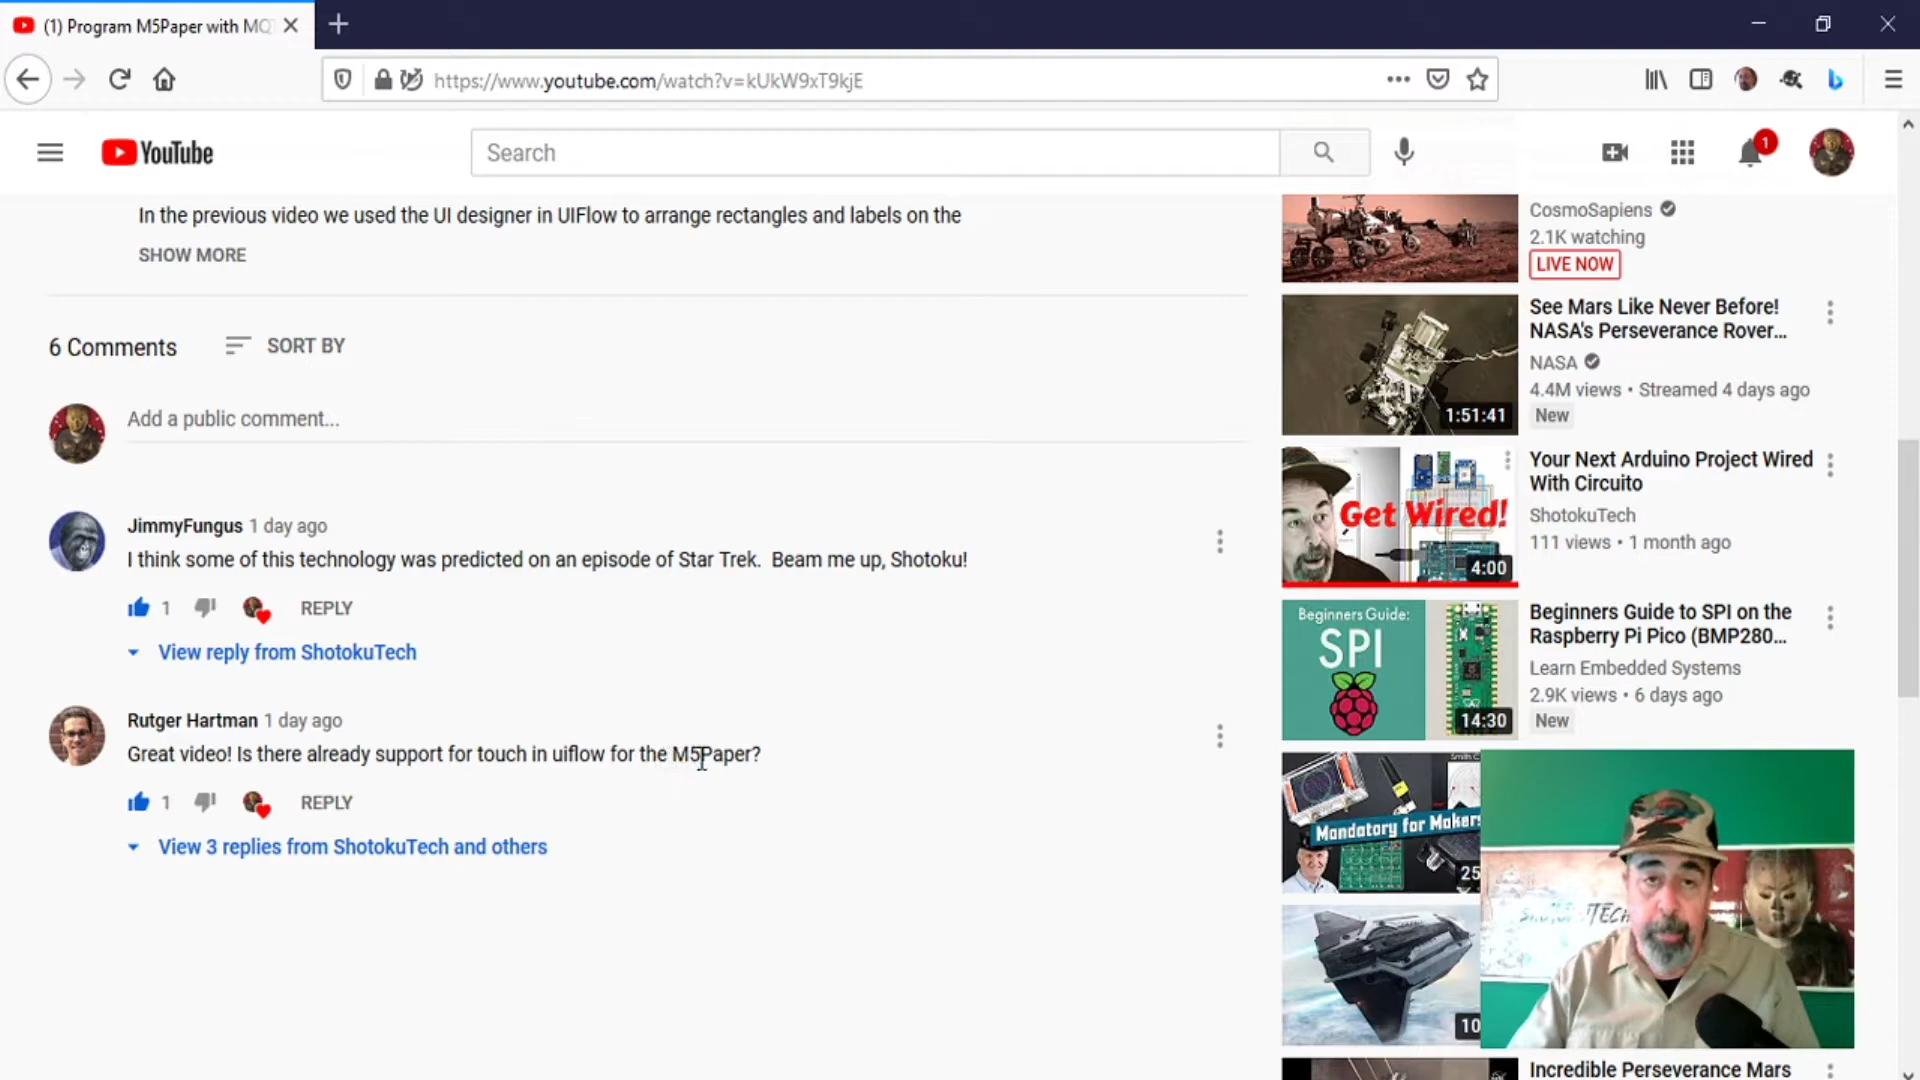 (1) Program M5Paper with MQ
https://www.youtube.com/watch?v=kUkW9xT9kjE
YouTube
Search
1
In the previous video we used the UI designer in UIFlow to arrange rectangles and labels on the
SHOW MORE
6 Comments
SORT BY
Add a public comment...
JimmyFungus 1 day ago
I think some of this technology was predicted on an episode of Star Trek. Beam me up, Shotoku!
1
REPLY
View reply from ShotokuTech
Rutger Hartman 1 day ago
Great video! Is there already support for touch in uiflow for the M5Paper?
1
REPLY
View 3 replies from ShotokuTech and others
CosmoSapiens
2.1K watching
LIVE NOW
1:51:41
See Mars Like Never Before!
NASA's Perseverance Rover...
NASA
4.4M views • Streamed 4 days ago
New
Get Wired!
4:00
Your Next Arduino Project Wired
With Circuito
ShotokuTech
111 views • 1 month ago
Beginners Guide:
SPI
14:30
Beginners Guide to SPI on the
Raspberry Pi Pico (BMP280...
Learn Embedded Systems
2.9K views • 6 days ago
New
Mandatory for Makers
25
10
Incredible Perseverance Mars